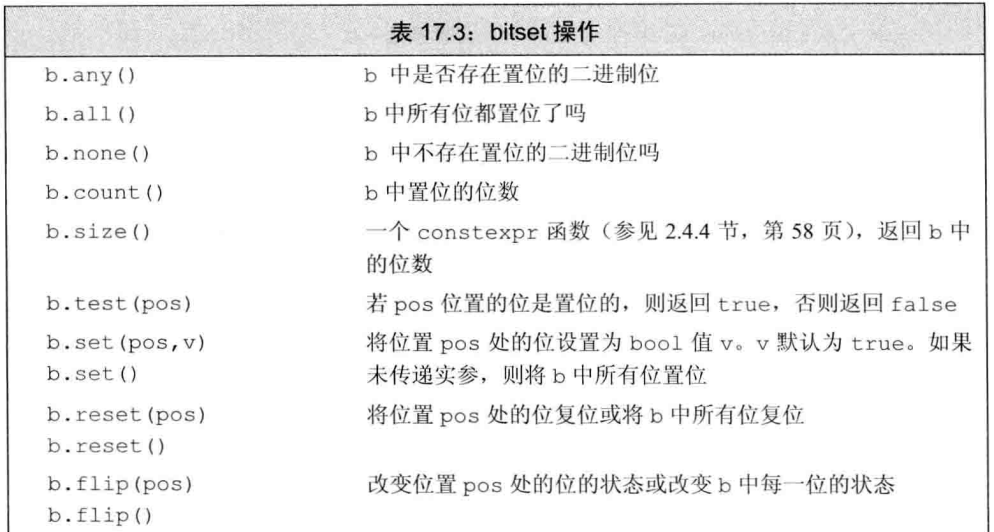 表 17.3：bitset 操作
b.any() b 中是否存在置位的二进制位
b.all() b 中所有位都置位了吗
b.none() b 中不存在置位的二进制位吗
b.count() b 中置位的位数
b.size() 一个 constexpr 函数（参见 2.4.4 节，第 58 页），返回 b 中
的位数
b.test(pos) 若 pos 位置的位是置位的，则返回 true，否则返回 false
b.set(pos,v) 将位置 pos 处的位设置为 bool 值 v。v 默认为 true。如果
b.set() 未传递实参，则将 b 中所有位置位
b.reset(pos) 将位置 pos 处的位复位或将 b 中所有位复位
b.reset()
b.flip(pos) 改变位置 pos 处的位的状态或改变 b 中每一位的状态
b.flip()